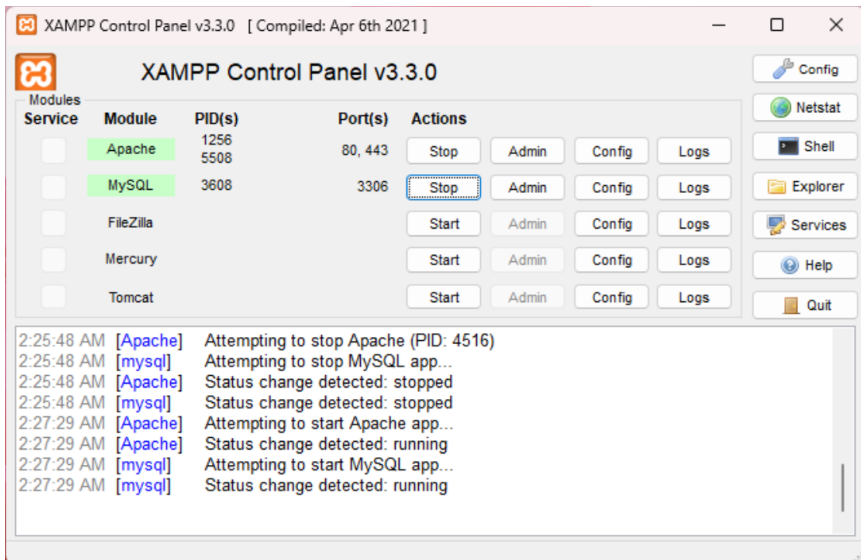 XAMPP Control Panel v3.3.0 [ Compiled: Apr 6th 2021 ]
XAMPP Control Panel v3.3.0
Config
Modules
Service Module PID(s) Port(s) Actions
Netstat
Apache 1256 5508 80, 443 Stop Admin Config Logs
Shell
MySQL 3608 3306 Stop Admin Config Logs
Explorer
FileZilla Start Admin Config Logs
Services
Mercury Start Admin Config Logs
Help
Tomcat Start Admin Config Logs
Quit
2:25:48 AM [Apache] Attempting to stop Apache (PID: 4516)
2:25:48 AM [mysql] Attempting to stop MySQL app...
2:25:48 AM [Apache] Status change detected: stopped
2:25:48 AM [mysql] Status change detected: stopped
2:27:29 AM [Apache] Attempting to start Apache app...
2:27:29 AM [Apache] Status change detected: running
2:27:29 AM [mysql] Attempting to start MySQL app...
2:27:29 AM [mysql] Status change detected: running